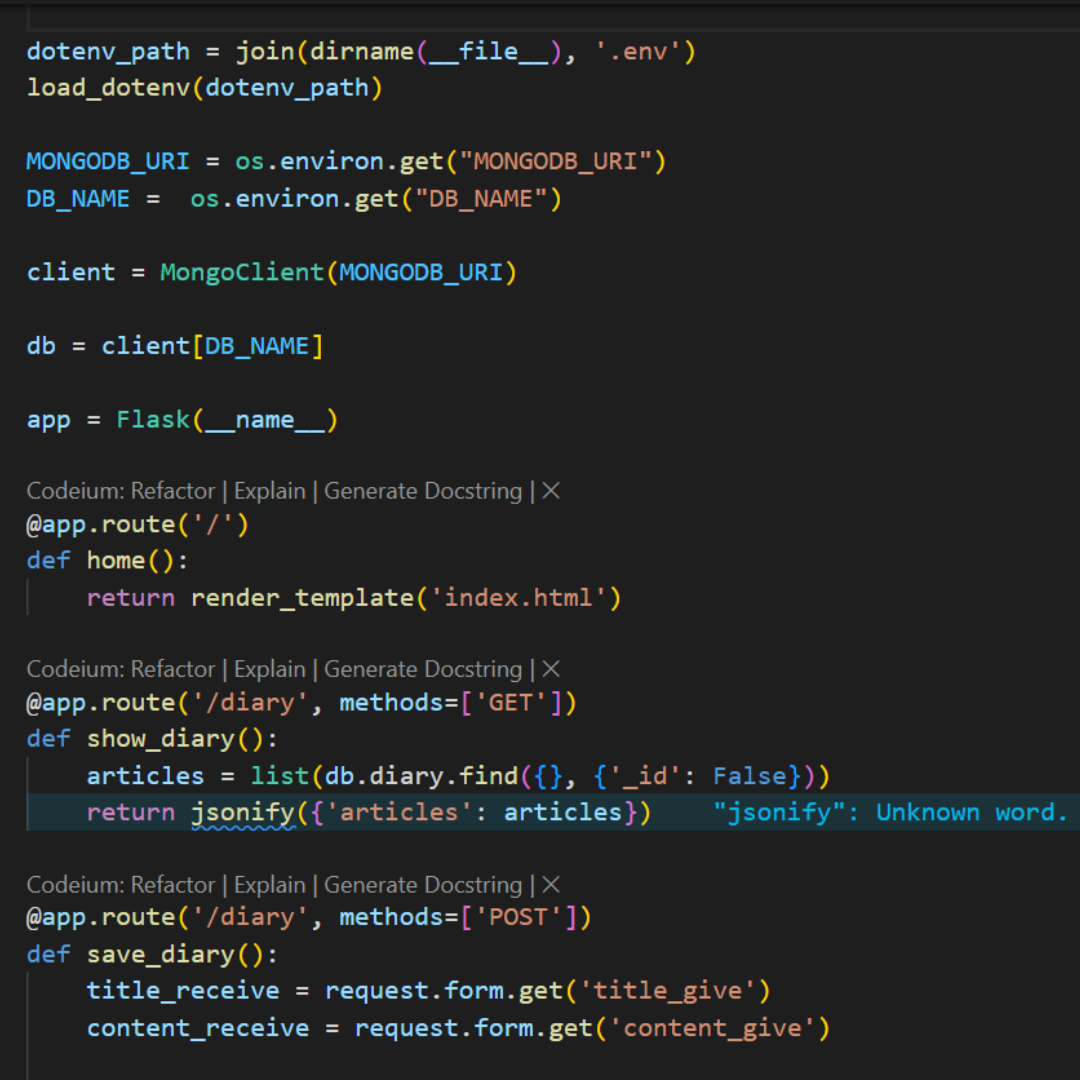 dotenv_path = join(dirname(__file__), '.env')
load_dotenv(dotenv_path)
MONGODB_URI = os.environ.get("MONGODB_URI")
DB_NAME =  os.environ.get("DB_NAME")
client = MongoClient(MONGODB_URI)
db = client[DB_NAME]
app = Flask(__name__)
Codeium: Refactor | Explain | Generate Docstring | ×
@app.route('/')
def home():
    return render_template('index.html')
Codeium: Refactor | Explain | Generate Docstring | ×
@app.route('/diary', methods=['GET'])
def show_diary():
    articles = list(db.diary.find({}, {'_id': False}))
    return jsonify({'articles': articles})    "jsonify": Unknown word.
Codeium: Refactor | Explain | Generate Docstring | ×
@app.route('/diary', methods=['POST'])
def save_diary():
    title_receive = request.form.get('title_give')
    content_receive = request.form.get('content_give')